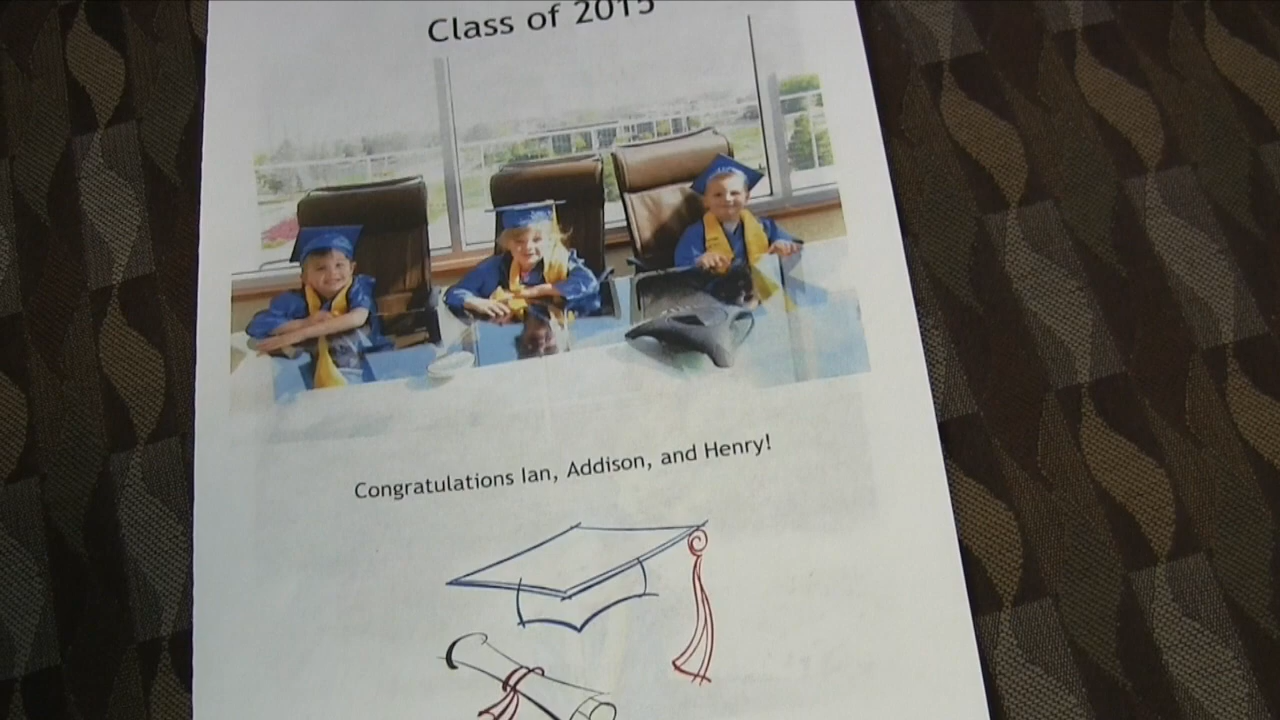 Class of 2015
Congratulations Ian, Addison, and Henry!